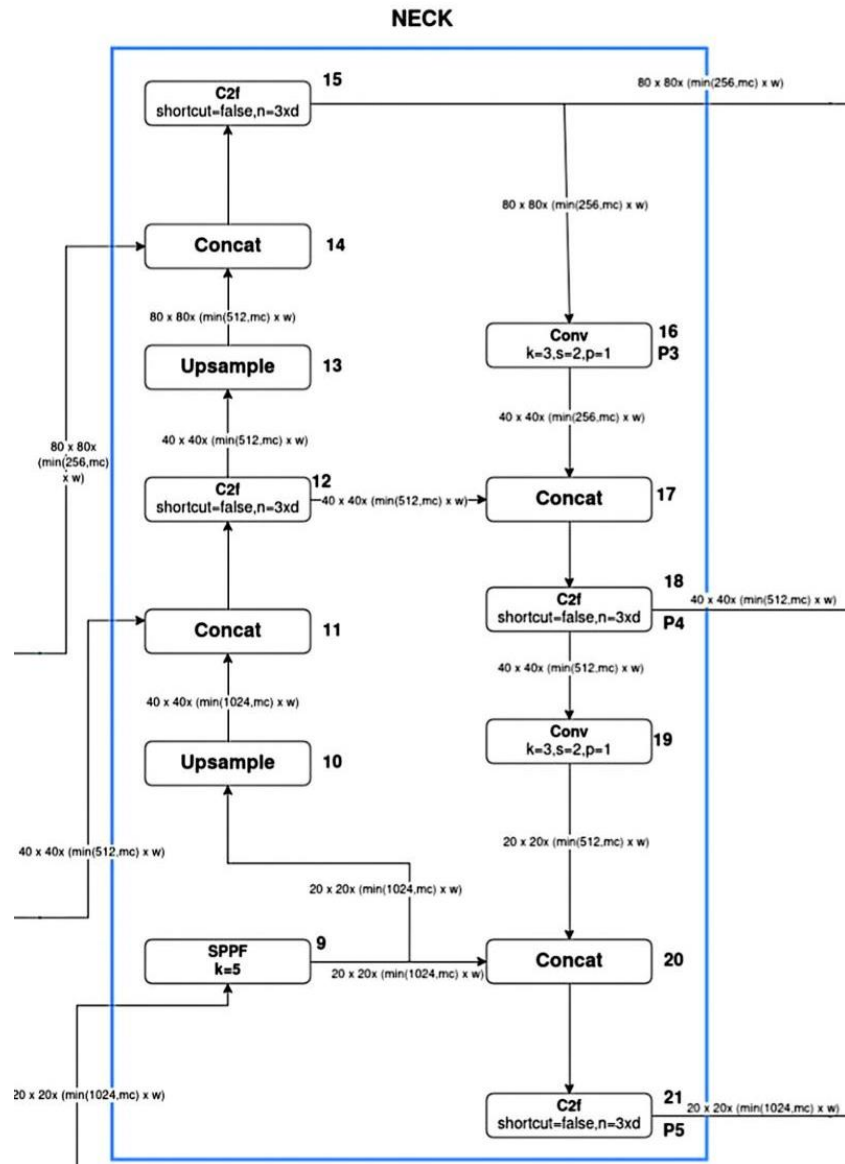 NECK
15
C2f
shortcut=false,n=3xd
80 x 80x (min(256,mc) x w)
80 x 80x (min(256,mc) x w)
Concat
14
80 x 80x (min(512,mc) x w)
Conv
k=3,s=2,p=1
16
P3
Upsample
13
40 x 40x (min(256,mc) x w)
40 x 40x (min(512,mc) x w)
80 x 80x
(min(256,mc)
x w)
C2f
shortcut=false,n=3xd
12
40 x 40x (min(512,mc) x w)
Concat
17
C2f
shortcut=false,n=3xd
18
P4
40 x 40x (min(512,mc) x w)
Concat
11
40 x 40x (min(512,mc) x w)
40 x 40x (min(1024,mc) x w)
Conv
k=3,s=2,p=1
19
Upsample
10
40 x 40x (min(512,mc) x w)
20 x 20x (min(512,mc) x w)
20 x 20x (min(1024,mc) x w)
SPPF
k=5
9
20 x 20x (min(1024,mc) x w)
Concat
20
20 x 20x (min(1024,mc) x w)
C2f
shortcut=false,n=3xd
21
P5
20 x 20x (min(1024,mc) x w)